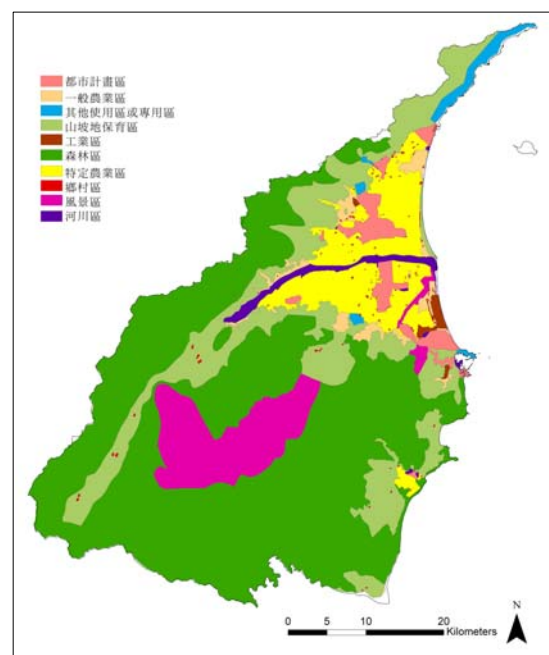 都市計畫區
一般農業區
其他使用區或專用區
山坡地保育區
工業區
森林區
特定農業區
鄉村區
風景區
河川區
N
0 5 10 20
Kilometers